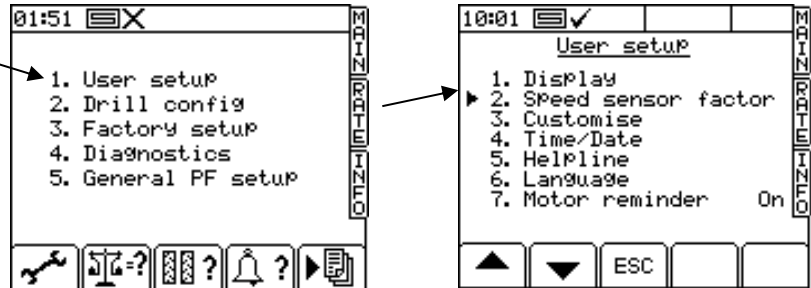 01:51
1. User setup
2. Drill config
3. Factory setup
4. Diagnostics
5. General PF setup
MAIN
RATE
INFO
=?
?
?
10:01
User setup
1. Display
2. Speed sensor factor
3. Customise
4. Time/Date
5. Helpline
6. Language
7. Motor reminder On
MAIN
RATE
INFO
ESC